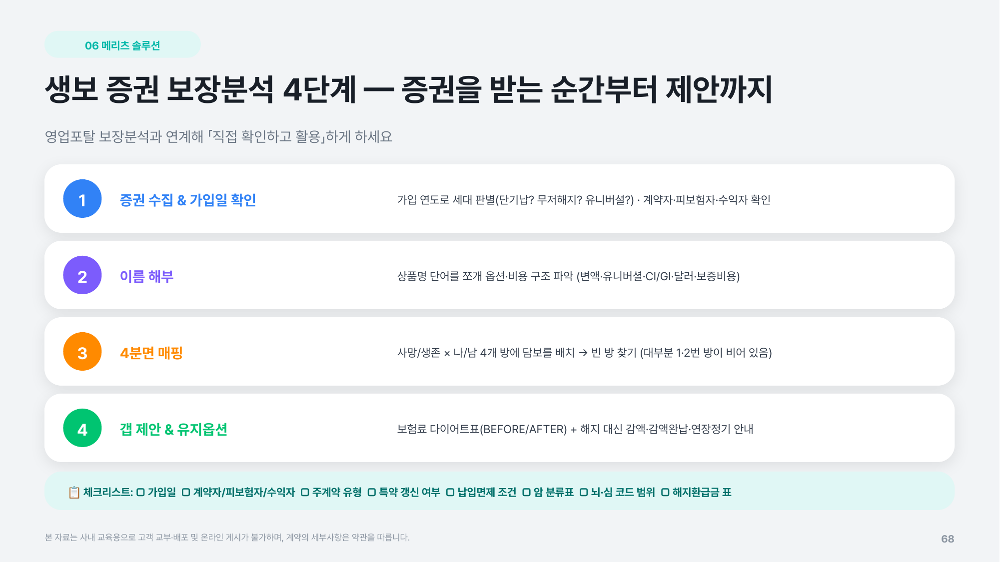 06 메리츠 솔루션
생보 증권 보장분석 4단계 — 증권을 받는 순간부터 제안까지
영업포탈 보장분석과 연계해 「직접 확인하고 활용」하게 하세요
1
증권 수집 & 가입일 확인
가입 연도로 세대 판별(단기납? 무저해지? 유니버셜?) · 계약자·피보험자·수익자 확인
2
이름 해부
상품명 단어를 쪼개 옵션·비용 구조 파악 (변액·유니버셜·CI/GI·달러·보증비용)
3
4분면 매핑
사망/생존 × 나/남 4개 방에 담보를 배치 → 빈 방 찾기 (대부분 1·2번 방이 비어 있음)
4
갭 제안 & 유지옵션
보험료 다이어트표(BEFORE/AFTER) + 해지 대신 감액·감액완납·연장정기 안내
📋 체크리스트: □ 가입일 □ 계약자/피보험자/수익자 □ 주계약 유형 □ 특약 갱신 여부 □ 납입면제 조건 □ 암 분류표 □ 뇌·심 코드 범위 □ 해지환급금 표
본 자료는 사내 교육용으로 고객 교부·배포 및 온라인 게시가 불가하며, 계약의 세부사항은 약관을 따릅니다.
68